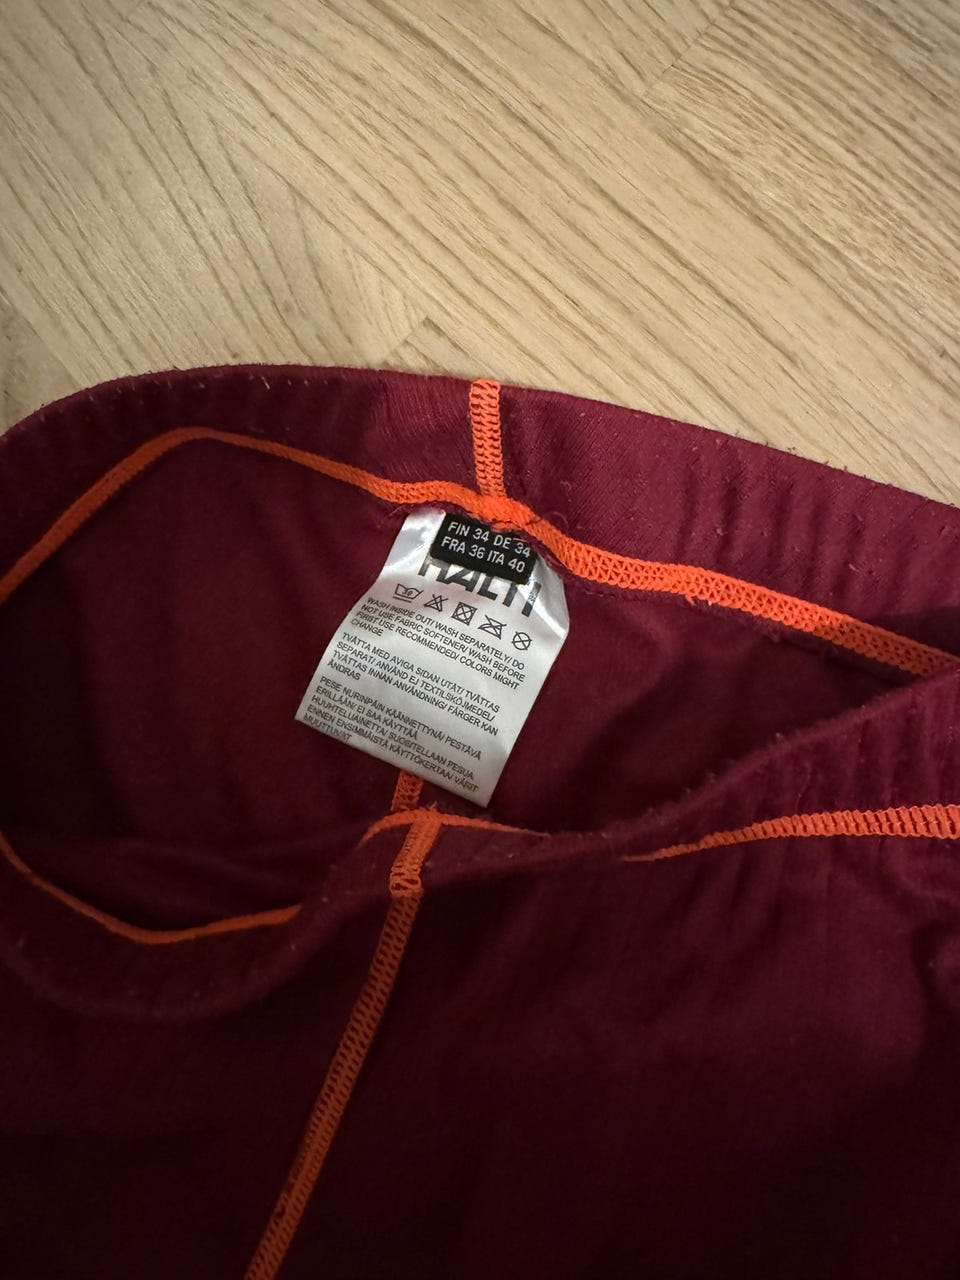 FIN 34 DE 34
FRA 36 ITA 40
HALTI
30
WASH INSIDE OUT/ WASH SEPARATELY/ DO
NOT USE FABRIC SOFTENER/ WASH BEFORE
FIRST USE RECOMMENDED/ COLORS MIGHT
CHANGE
TVÄTTA MED AVIGA SIDAN UTÅT/ TVÄTTAS
SEPARAT/ ANVÄND EJ TEXTILSKÖJMEDEL/
TVÄTTAS INNAN ANVÄNDNING/ FÄRGER KAN
ÄNDRAS
PESE NURINPÄIN KÄÄNNETTYNÄ/ PESTÄVÄ
ERILLÄÄN/ EI SAA KÄYTTÄÄ
HUUHTELUAINETTA/ SUOSITELLAAN PESUA
ENNEN ENSIMMÄISTÄ KÄYTTÖKERTAA/ VÄRIT
MUUTTUVAT